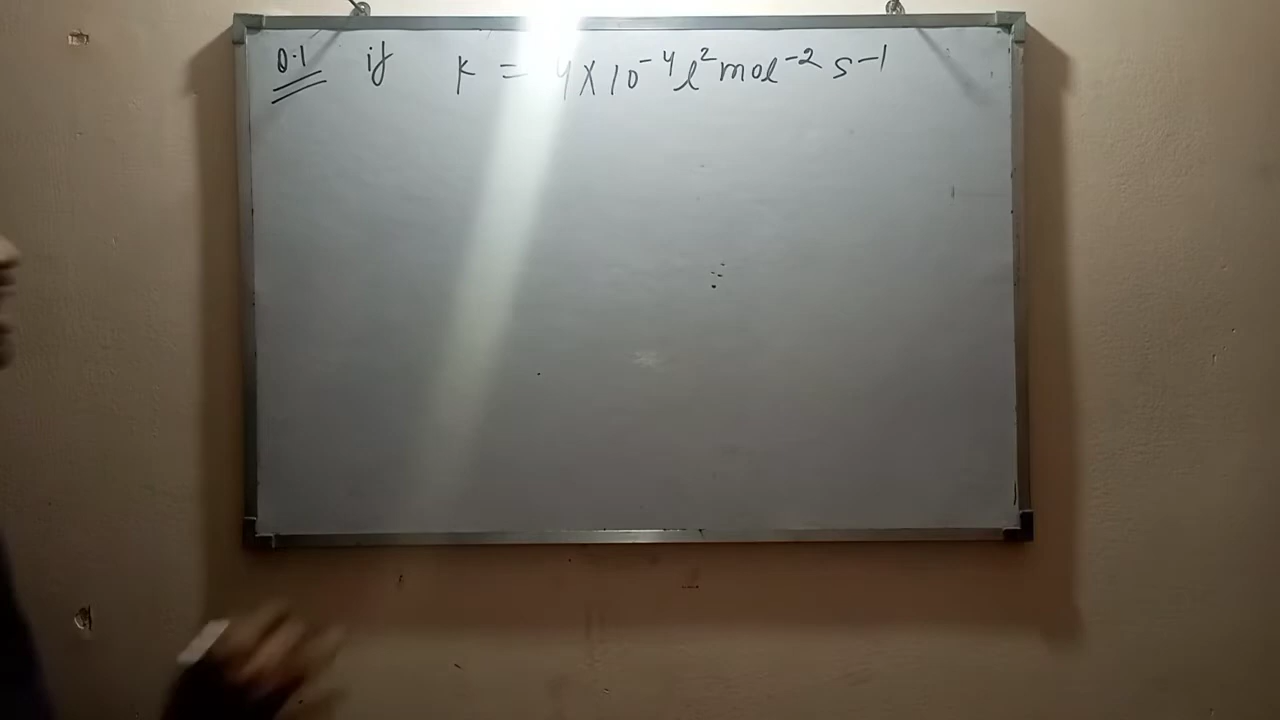 Q.1 if K = 4×10⁻⁴ l² mol⁻² s⁻¹